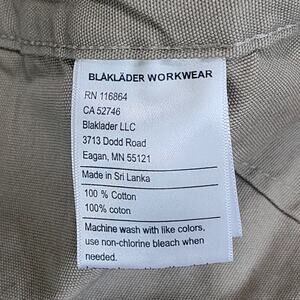 BLÅKLÄDER WORKWEAR
RN 116864
CA 52746
Blaklader LLC
3713 Dodd Road
Eagan, MN 55121
Made in Sri Lanka
100 % Cotton
100% coton
Machine wash with like colors,
use non-chlorine bleach when
needed.